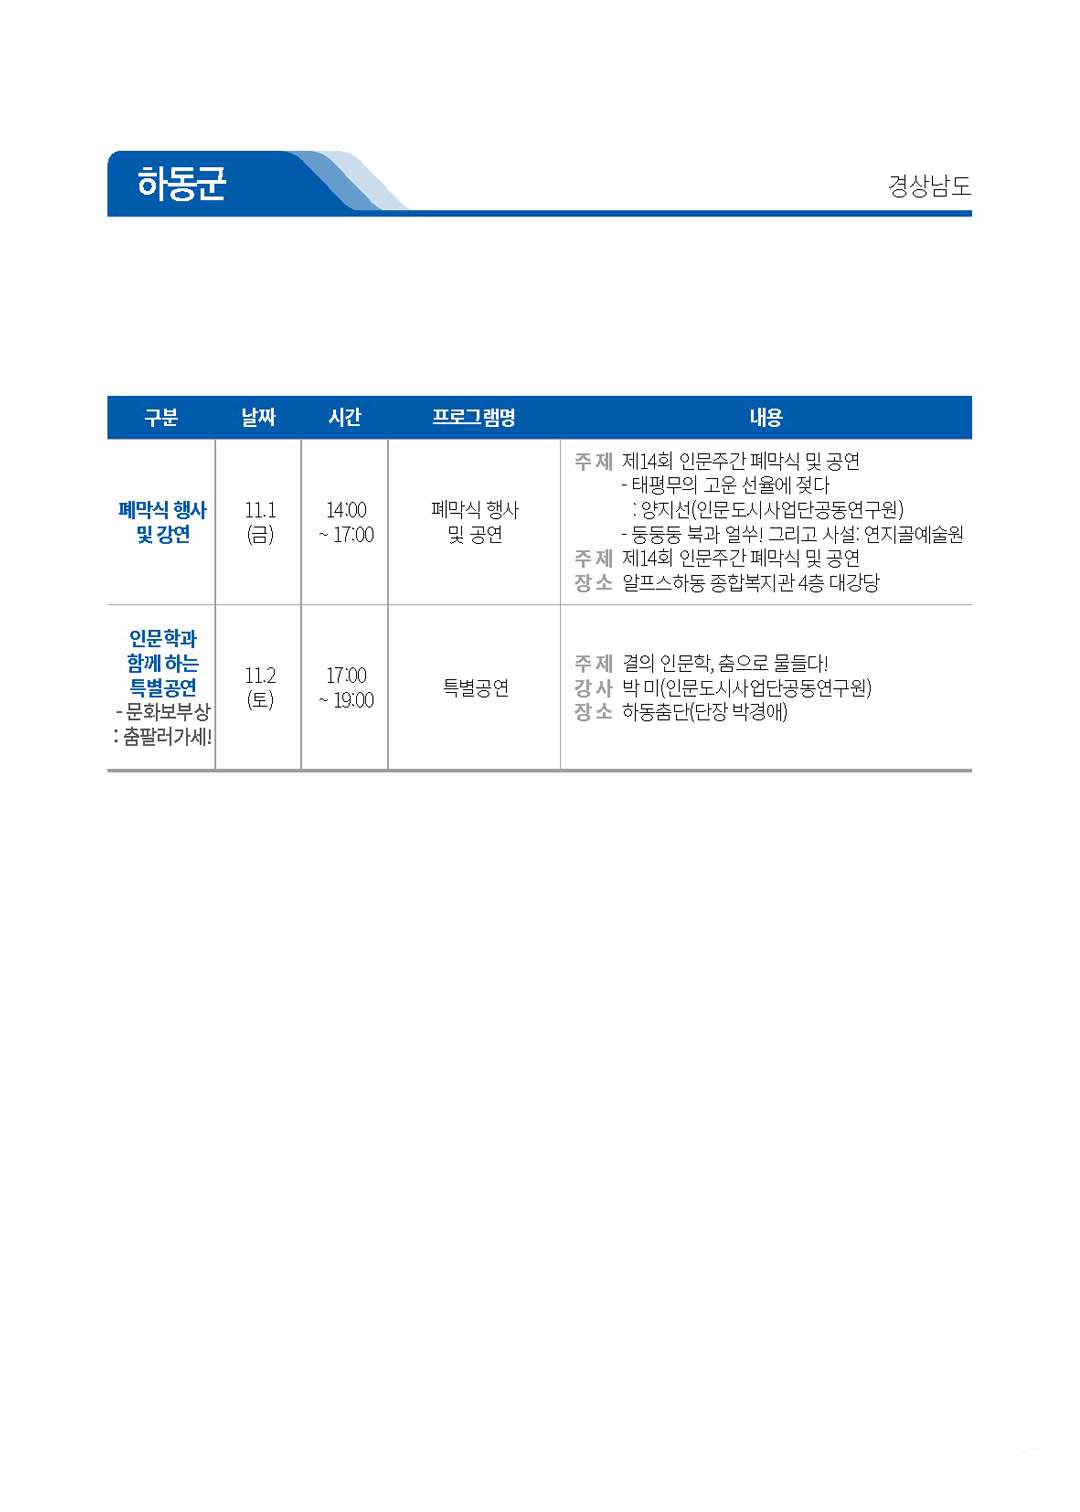 하동군
경상남도
구분 날짜 시간 프로그램명 내용
폐막식 행사
및 강연
11.1
(금)
14:00
~ 17:00
폐막식 행사
및 공연
주 제 제14회 인문주간 폐막식 및 공연
- 태평무의 고운 선율에 젖다
: 양지선(인문도시사업단공동연구원)
- 둥둥둥 북과 얼쑤! 그리고 사설: 연지골예술원
주 제 제14회 인문주간 폐막식 및 공연
장 소 알프스하동 종합복지관 4층 대강당
인문학과
함께 하는
특별공연
- 문화보부상
: 춤팔러가세!
11.2
(토)
17:00
~ 19:00
특별공연
주 제 결의 인문학, 춤으로 물들다!
강 사 박 미(인문도시사업단공동연구원)
장 소 하동춤단(단장 박경애)